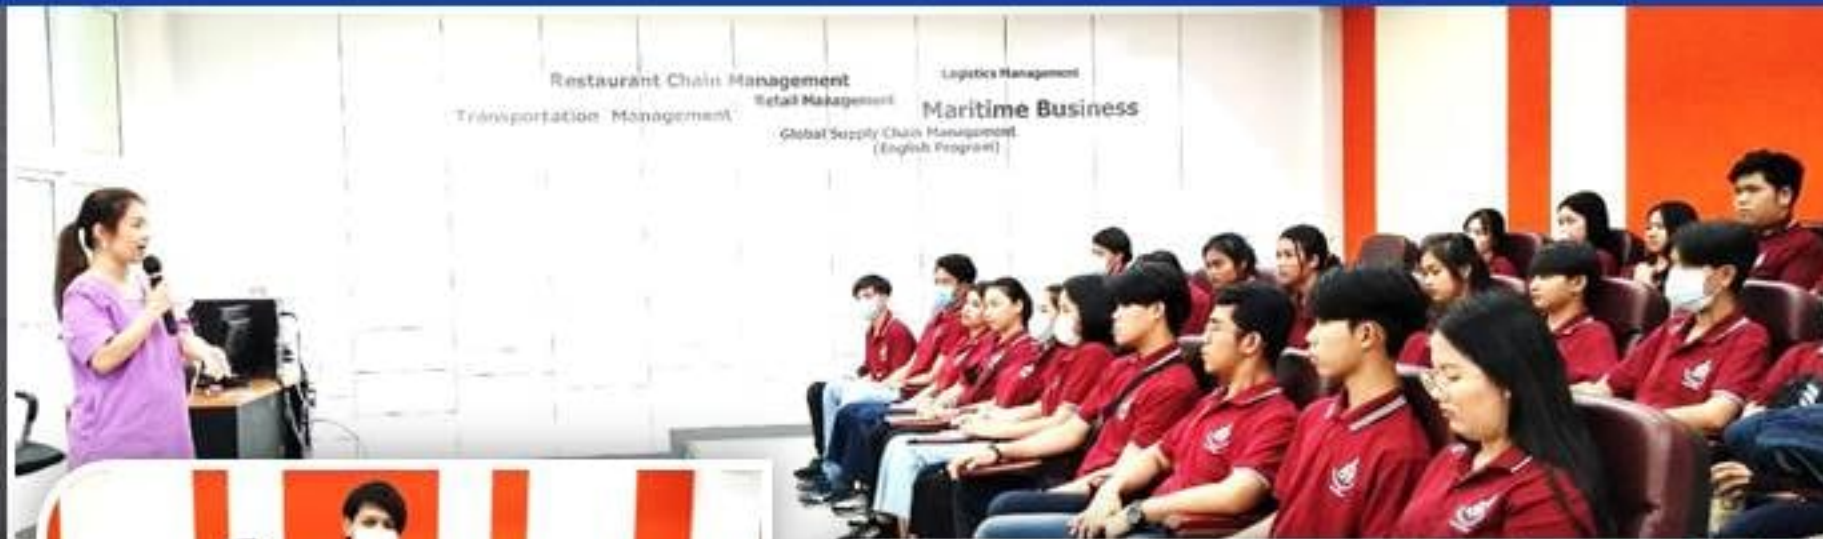 Restaurant Chain Management
Logistics Management
Retail Management
Transportation Management
Maritime Business
Global Supply Chain Management
(English Program)